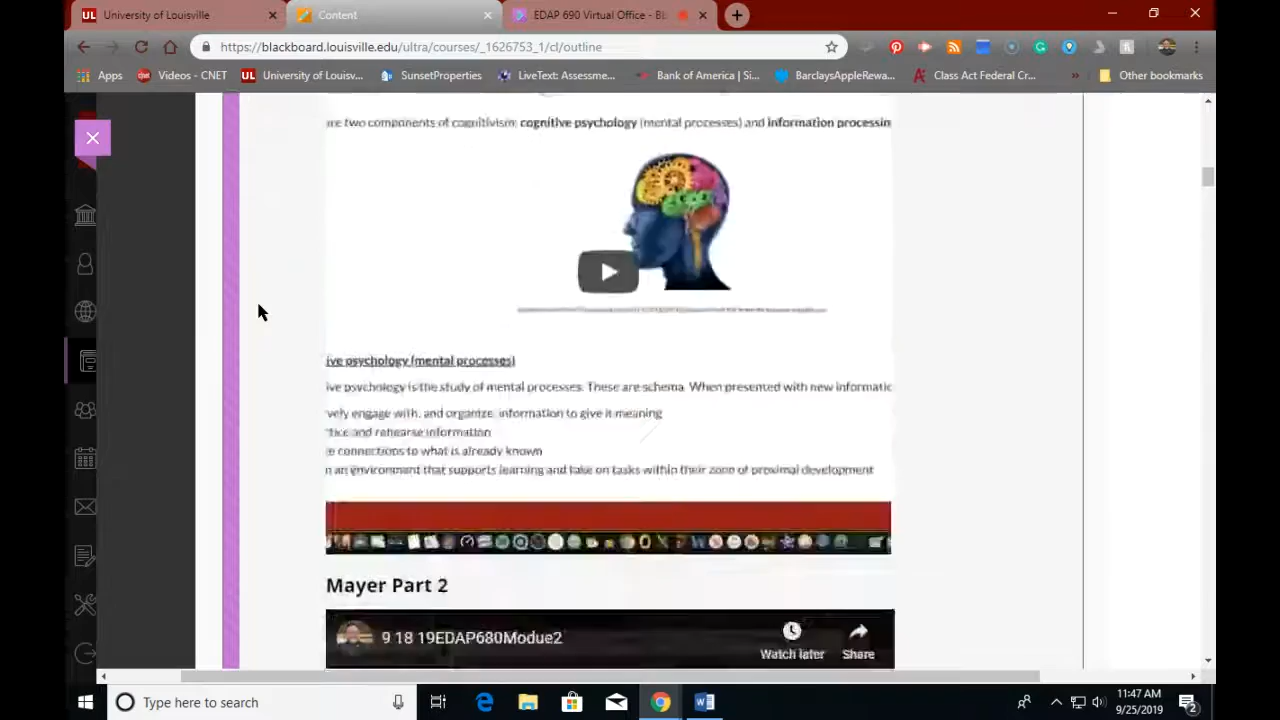 UL University of Louisville
Content
EDAP 690 Virtual Office - Bl
https://blackboard.louisville.edu/ultra/courses/_1626753_1/cl/outline
Apps
Videos - CNET
UL University of Louisv...
SunsetProperties
LiveText: Assessme...
Bank of America | Si...
BarclaysAppleRewa...
Class Act Federal Cr...
»
Other bookmarks
re two components of cognitivism: cognitive psychology (mental processes) and information processin
ive psychology (mental processes)
ive psychology is the study of mental processes. These are schema. When presented with new informatic
vely engage with, and organize, information to give it meaning
tice and rehearse information
e connections to what is already known
n an environment that supports learning and take on tasks within their zone of proximal development
Mayer Part 2
9 18 19EDAP680Modue2
Watch later
Share
Type here to search
11:47 AM
9/25/2019
2